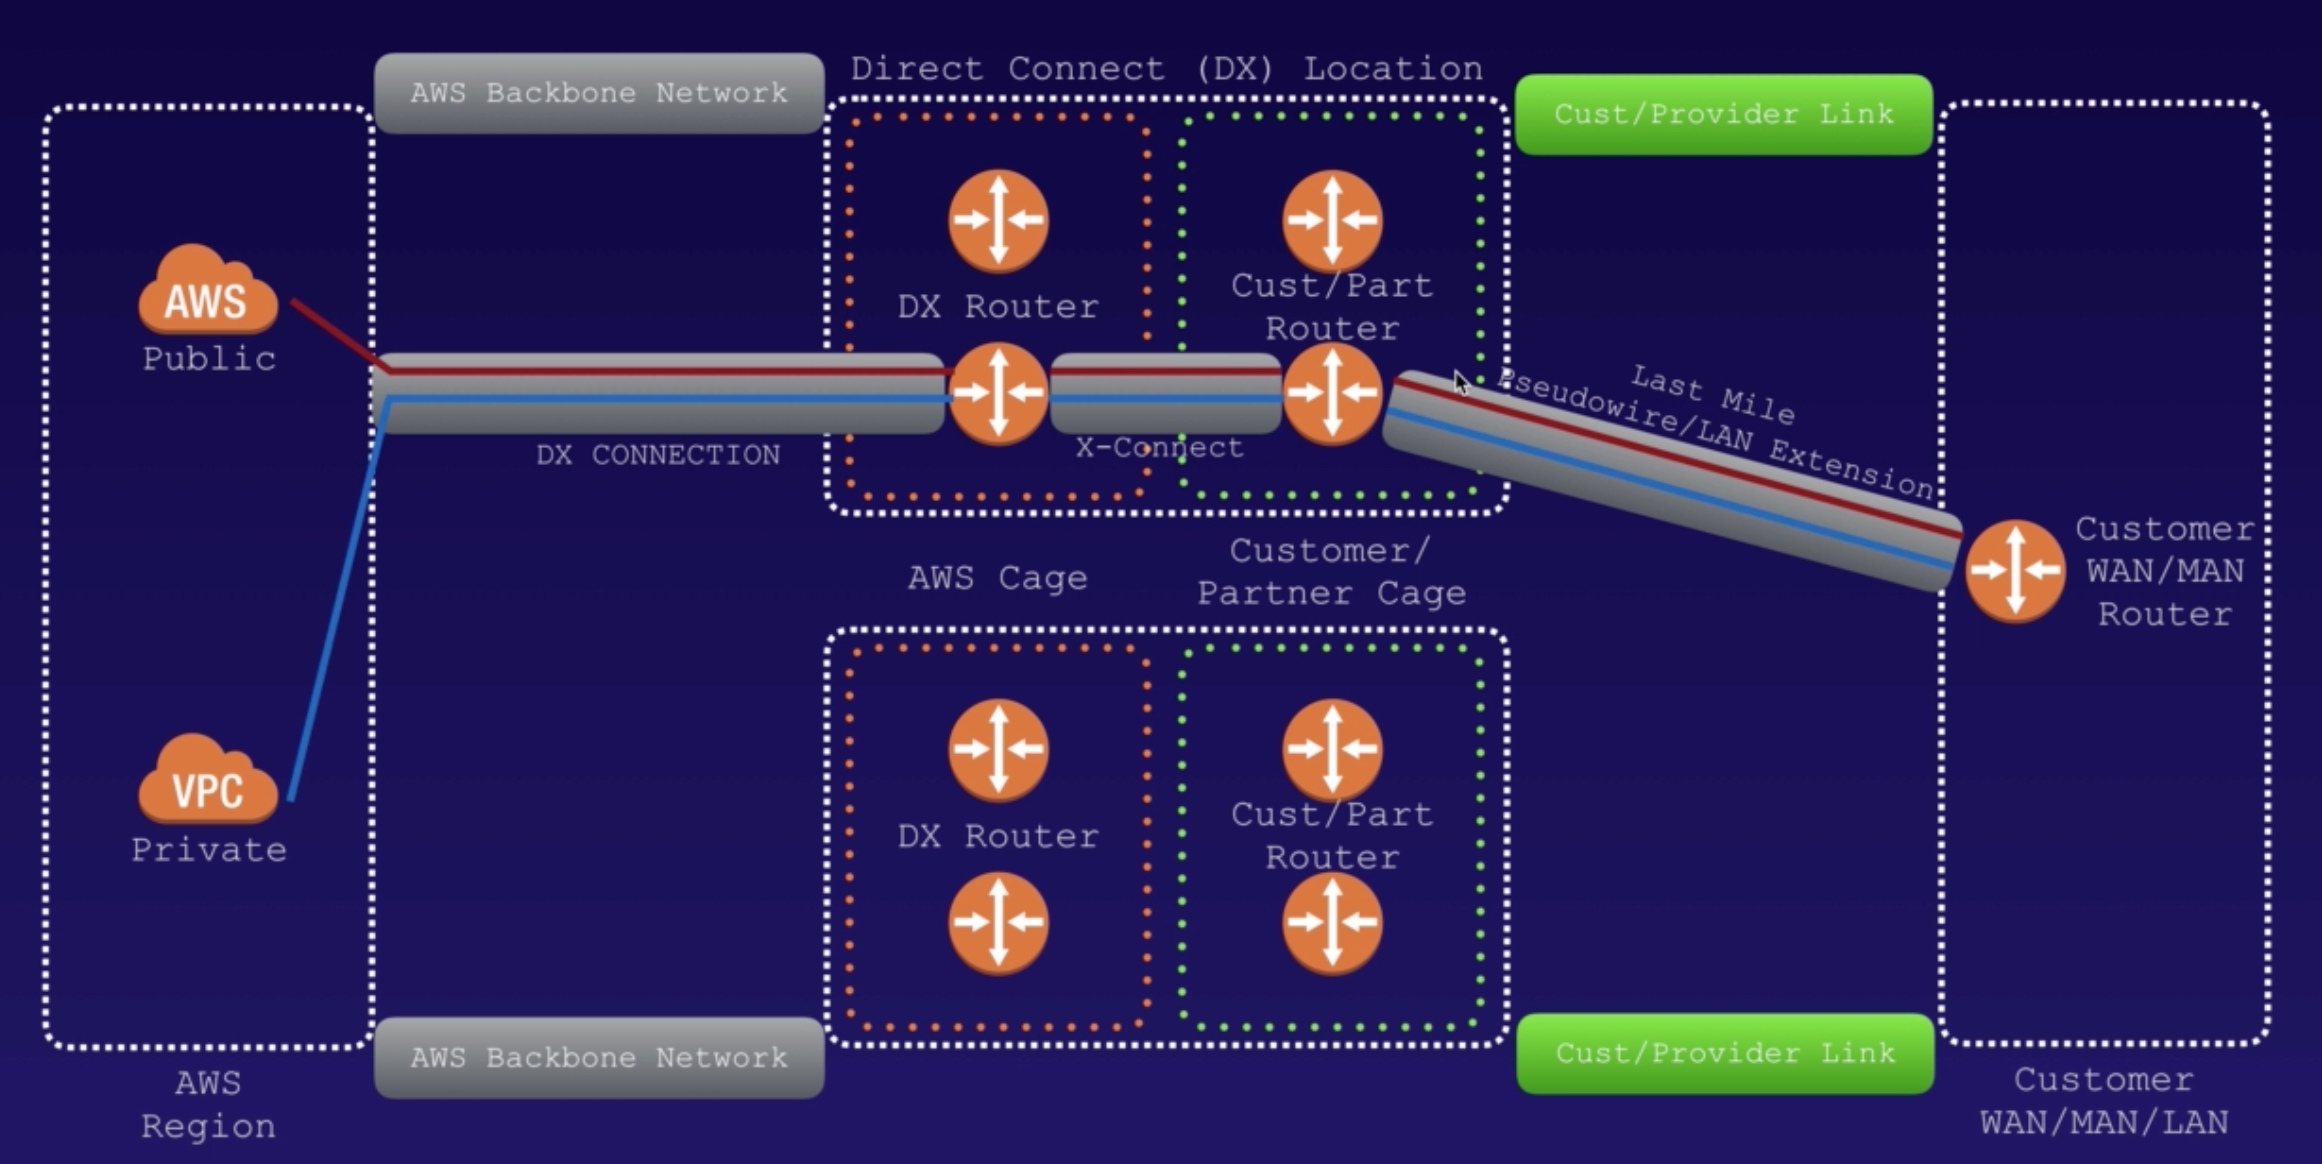 AWS Backbone Network
Direct Connect (DX) Location
Cust/Provider Link
AWS
Public
DX Router
Cust/Part
Router
DX CONNECTION
X-Connect
Last Mile
Pseudowire/LAN Extension
Customer
WAN/MAN
Router
AWS Cage
Customer/
Partner Cage
VPC
Private
DX Router
Cust/Part
Router
AWS Backbone Network
Cust/Provider Link
AWS
Region
Customer
WAN/MAN/LAN